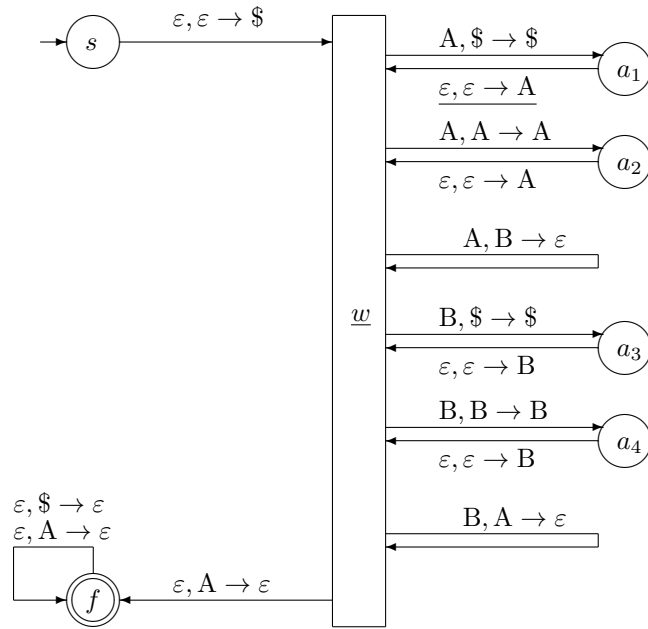 s
ε, ε → $
A, $ → $
a1
ε, ε → A
A, A → A
a2
ε, ε → A
A, B → ε
w
B, $ → $
a3
ε, ε → B
B, B → B
a4
ε, ε → B
B, A → ε
ε, $ → ε
ε, A → ε
f
ε, A → ε